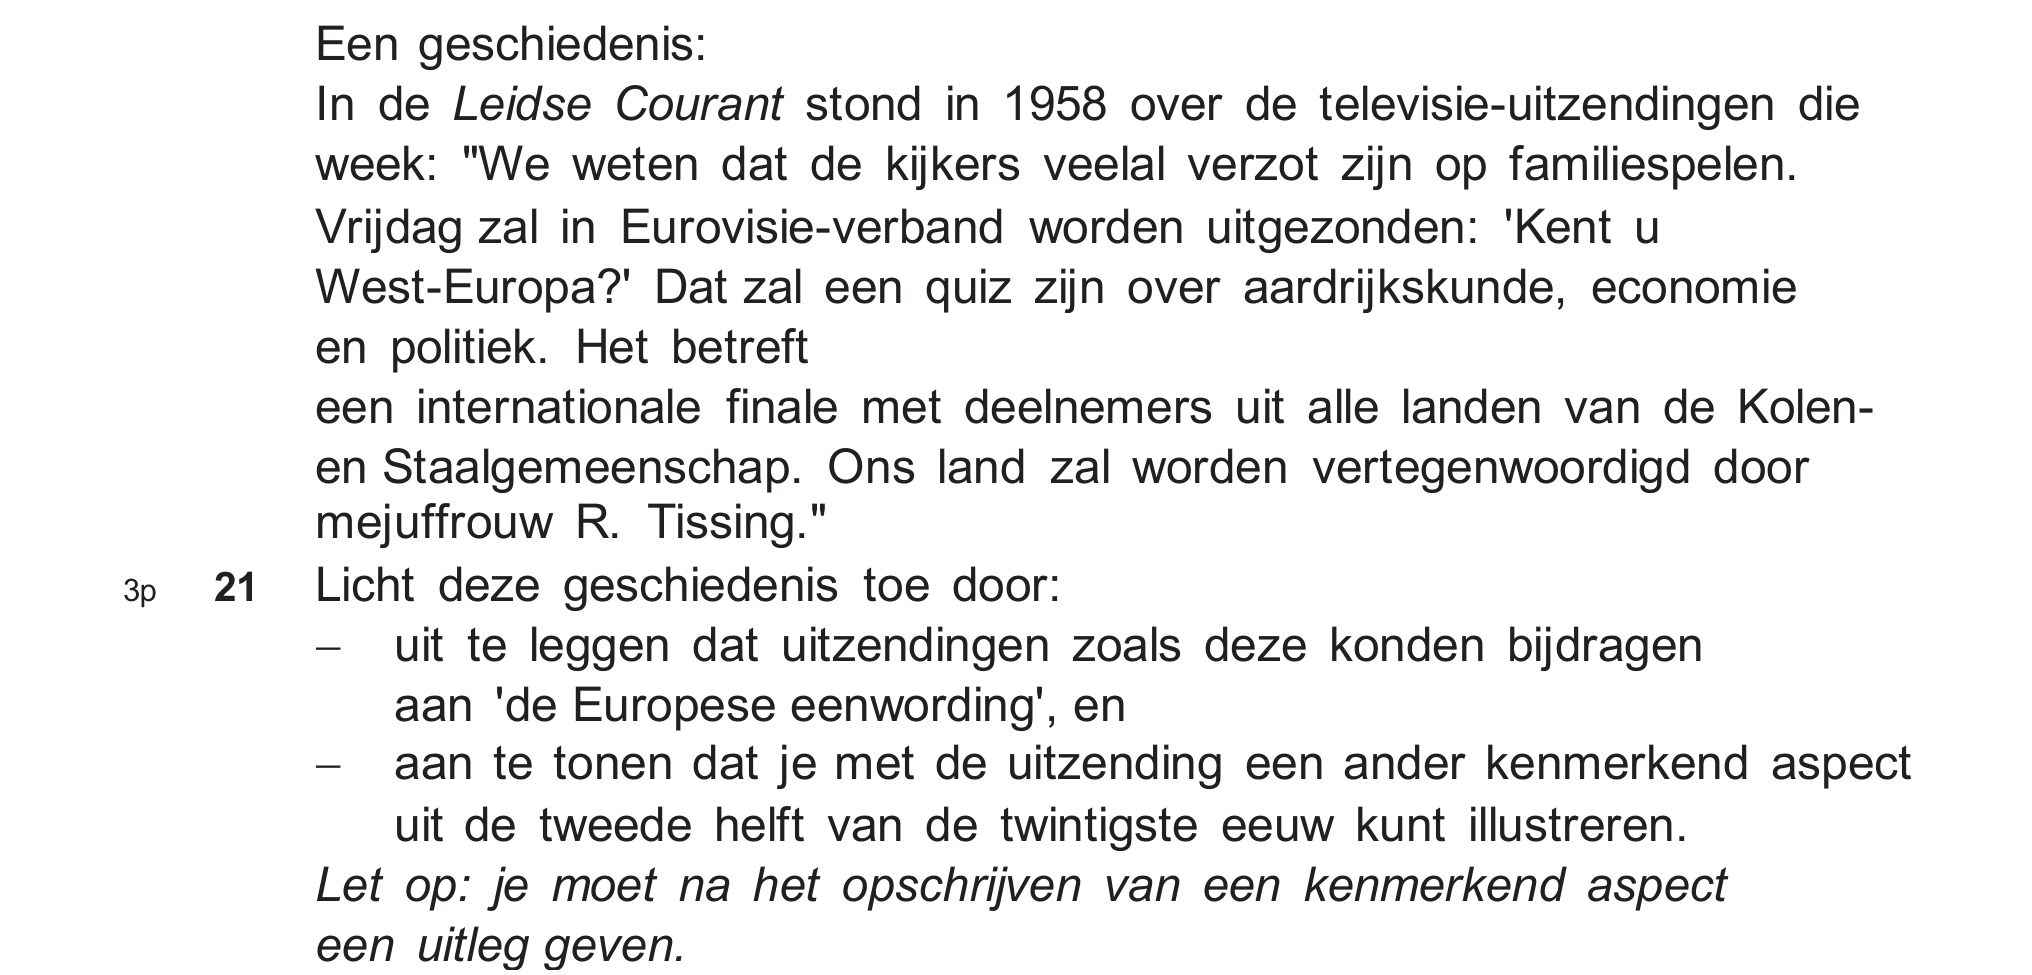 Een geschiedenis:
In de Leidse Courant stond in 1958 over de televisie-uitzendingen die
week: "We weten dat de kijkers veelal verzot zijn op familiespelen.
Vrijdag zal in Eurovisie-verband worden uitgezonden: 'Kent u
West-Europa?' Dat zal een quiz zijn over aardrijkskunde, economie
en politiek. Het betreft
een internationale finale met deelnemers uit alle landen van de Kolen-
en Staalgemeenschap. Ons land zal worden vertegenwoordigd door
mejuffrouw R. Tissing."
3p 21 Licht deze geschiedenis toe door:
– uit te leggen dat uitzendingen zoals deze konden bijdragen
aan 'de Europese eenwording', en
– aan te tonen dat je met de uitzending een ander kenmerkend aspect
uit de tweede helft van de twintigste eeuw kunt illustreren.
Let op: je moet na het opschrijven van een kenmerkend aspect
een uitleg geven.